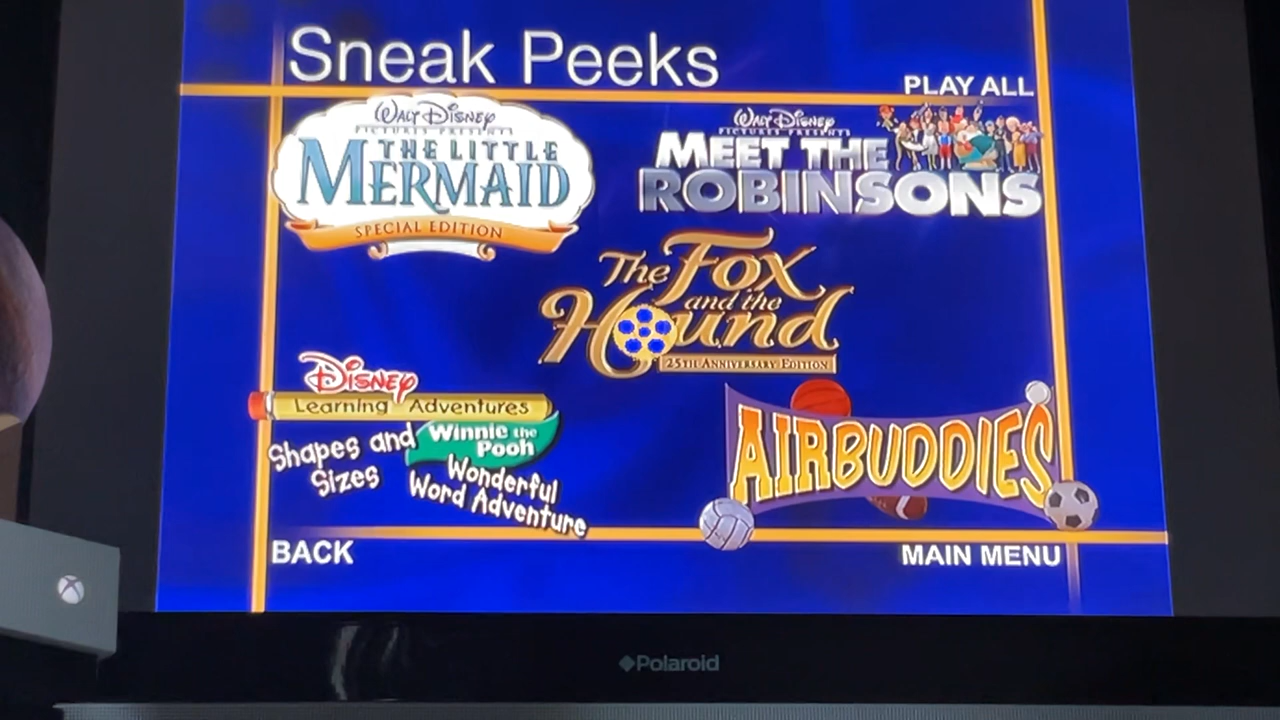 Sneak Peeks
PLAY ALL
WALT DISNEY
PICTURES PRESENTS
THE LITTLE
MERMAID
SPECIAL EDITION
WALT DISNEY
PICTURES PRESENTS
MEET THE
ROBINSONS
The Fox
and the
Hound
25TH ANNIVERSARY EDITION
Disney
Learning Adventures
Shapes and
Sizes
Winnie the
Pooh
Wonderful
Word Adventure
AIRBUDDIES
BACK
MAIN MENU
Polaroid